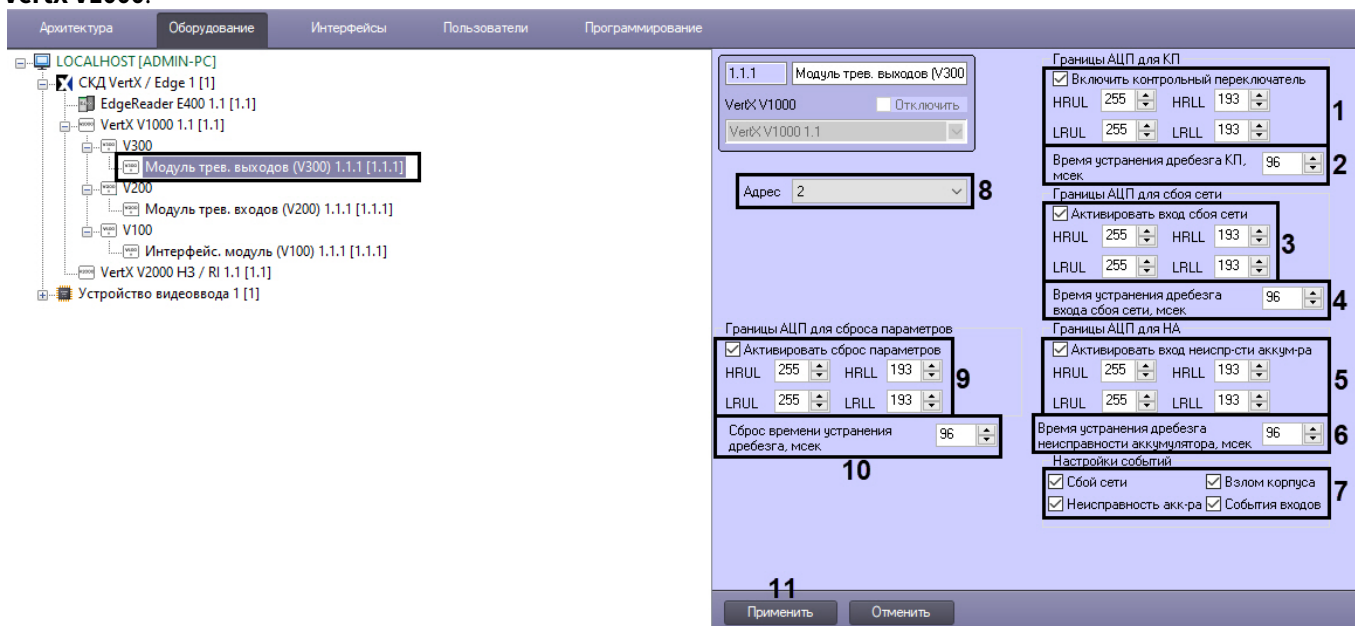 VertX V2000.
Архитектура Оборудование Интерфейсы Пользователи Программирование
LOCALHOST [ADMIN-PC]
СКД VertX / Edge 1 [1]
EdgeReader E400 1.1 [1.1]
VertX V1000 1.1 [1.1]
V300
Модуль трев. выходов (V300) 1.1.1 [1.1.1]
V200
Модуль трев. входов (V200) 1.1.1 [1.1.1]
V100
Интерфейс. модуль (V100) 1.1.1 [1.1.1]
VertX V2000 H3 / RI 1.1 [1.1]
Устройство видеоввода 1 [1]
1.1.1 Модуль трев. выходов (V300
VertX V1000 Отключить
VertX V1000 1.1
Адрес 2 8
Границы АЦП для сброса параметров
Активировать сброс параметров
HRUL 255 HRLL 193
9
LRUL 255 LRLL 193
Сброс времени устранения
дребезга, мсек 96
10
Границы АЦП для КП
Включить контрольный переключатель
HRUL 255 HRLL 193
1
LRUL 255 LRLL 193
Время устранения дребезга КП,
мсек 96 2
Границы АЦП для сбоя сети
Активировать вход сбоя сети
HRUL 255 HRLL 193
3
LRUL 255 LRLL 193
Время устранения дребезга
входа сбоя сети, мсек 96 4
Границы АЦП для НА
Активировать вход неиспр-сти аккум-ра
HRUL 255 HRLL 193
5
LRUL 255 LRLL 193
Время устранения дребезга
неисправности аккумулятора, мсек 96 6
Настройки событий
Сбой сети Взлом корпуса
7
Неисправность акк-ра События входов
11
Применить Отменить